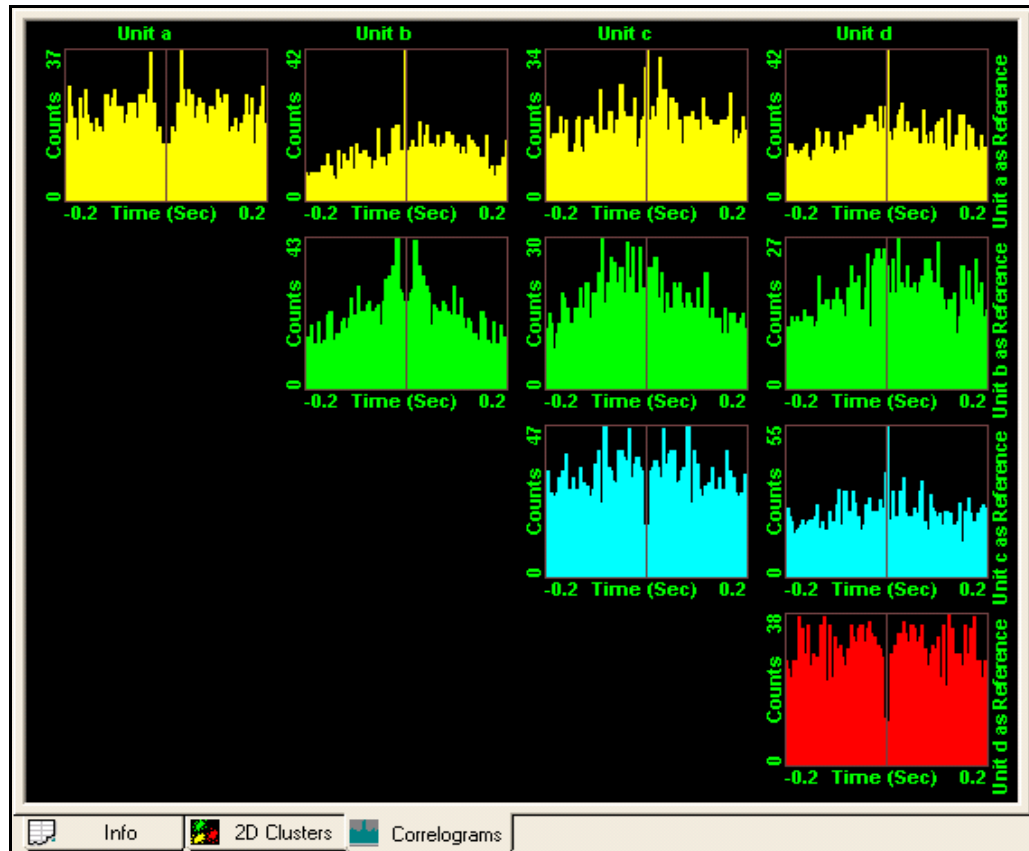 Unit a Unit b Unit c Unit d
37
Counts
0
-0.2 Time (Sec) 0.2
42
Counts
0
-0.2 Time (Sec) 0.2
34
Counts
0
-0.2 Time (Sec) 0.2
42
Counts
0
-0.2 Time (Sec) 0.2
Unit a as Reference
43
Counts
0
-0.2 Time (Sec) 0.2
30
Counts
0
-0.2 Time (Sec) 0.2
27
Counts
0
-0.2 Time (Sec) 0.2
Unit b as Reference
47
Counts
0
-0.2 Time (Sec) 0.2
55
Counts
0
-0.2 Time (Sec) 0.2
Unit c as Reference
38
Counts
0
-0.2 Time (Sec) 0.2
Unit d as Reference
Info 2D Clusters Correlograms